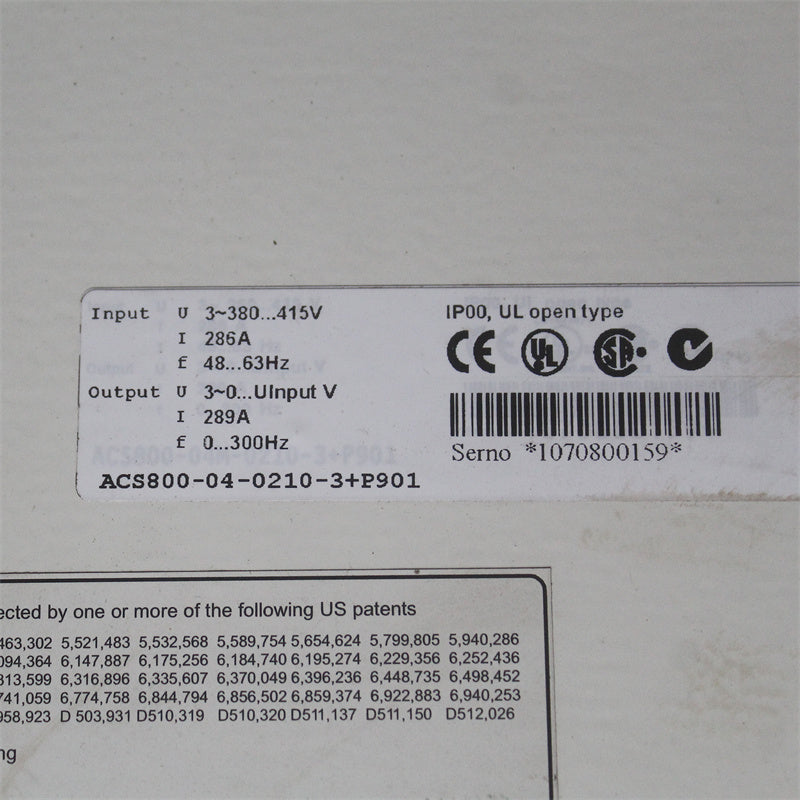 Input U 3~380...415V
I 286A
f 48...63Hz
Output U 3~0...UInput V
I 289A
f 0...300Hz
ACS800-04-0210-3+P901
IP00, UL open type
CE UL SA
Serno *1070800159*
ected by one or more of the following US patents
463,302 5,521,483 5,532,568 5,589,754 5,654,624 5,799,805 5,940,286
094,364 6,147,887 6,175,256 6,184,740 6,195,274 6,229,356 6,252,436
313,599 6,316,896 6,335,607 6,370,049 6,396,236 6,448,735 6,498,452
741,059 6,774,758 6,844,794 6,856,502 6,859,374 6,922,883 6,940,253
958,923 D 503,931 D510,319 D510,320 D511,137 D511,150 D512,026
ng